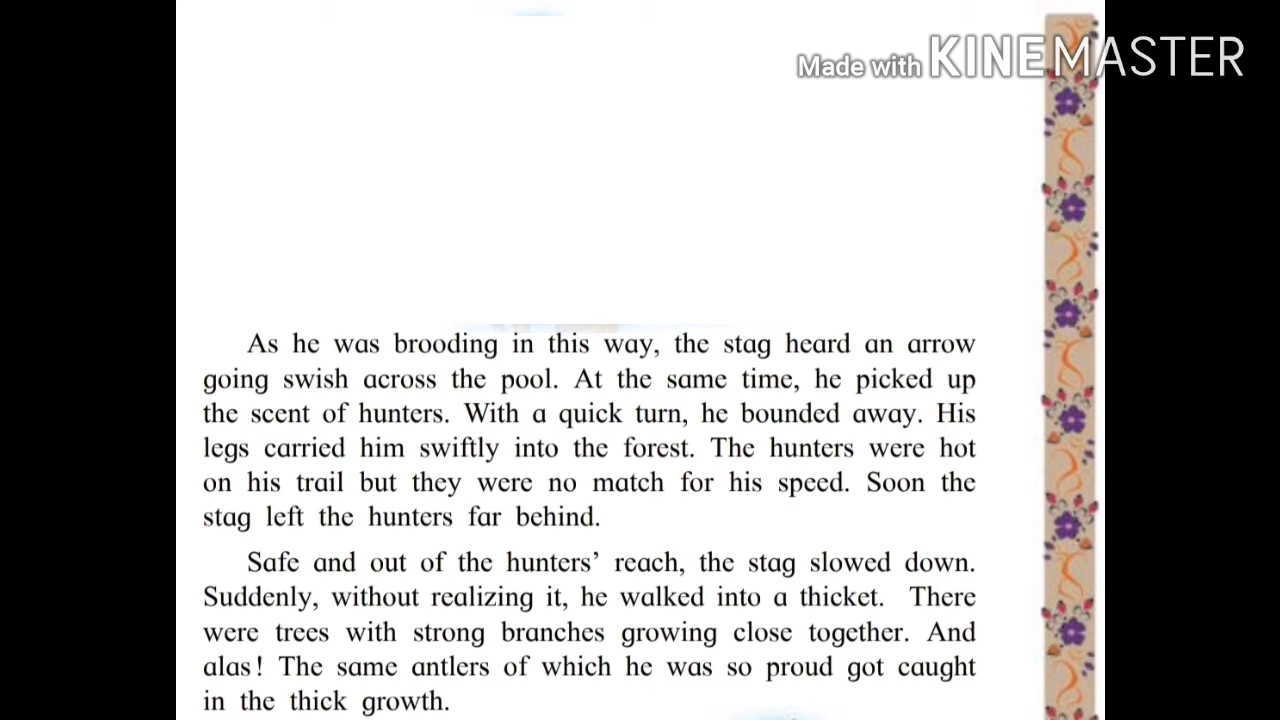 Made with KINEMASTER
As he was brooding in this way, the stag heard an arrow
going swish across the pool. At the same time, he picked up
the scent of hunters. With a quick turn, he bounded away. His
legs carried him swiftly into the forest. The hunters were hot
on his trail but they were no match for his speed. Soon the
stag left the hunters far behind.
Safe and out of the hunters’ reach, the stag slowed down.
Suddenly, without realizing it, he walked into a thicket. There
were trees with strong branches growing close together. And
alas! The same antlers of which he was so proud got caught
in the thick growth.